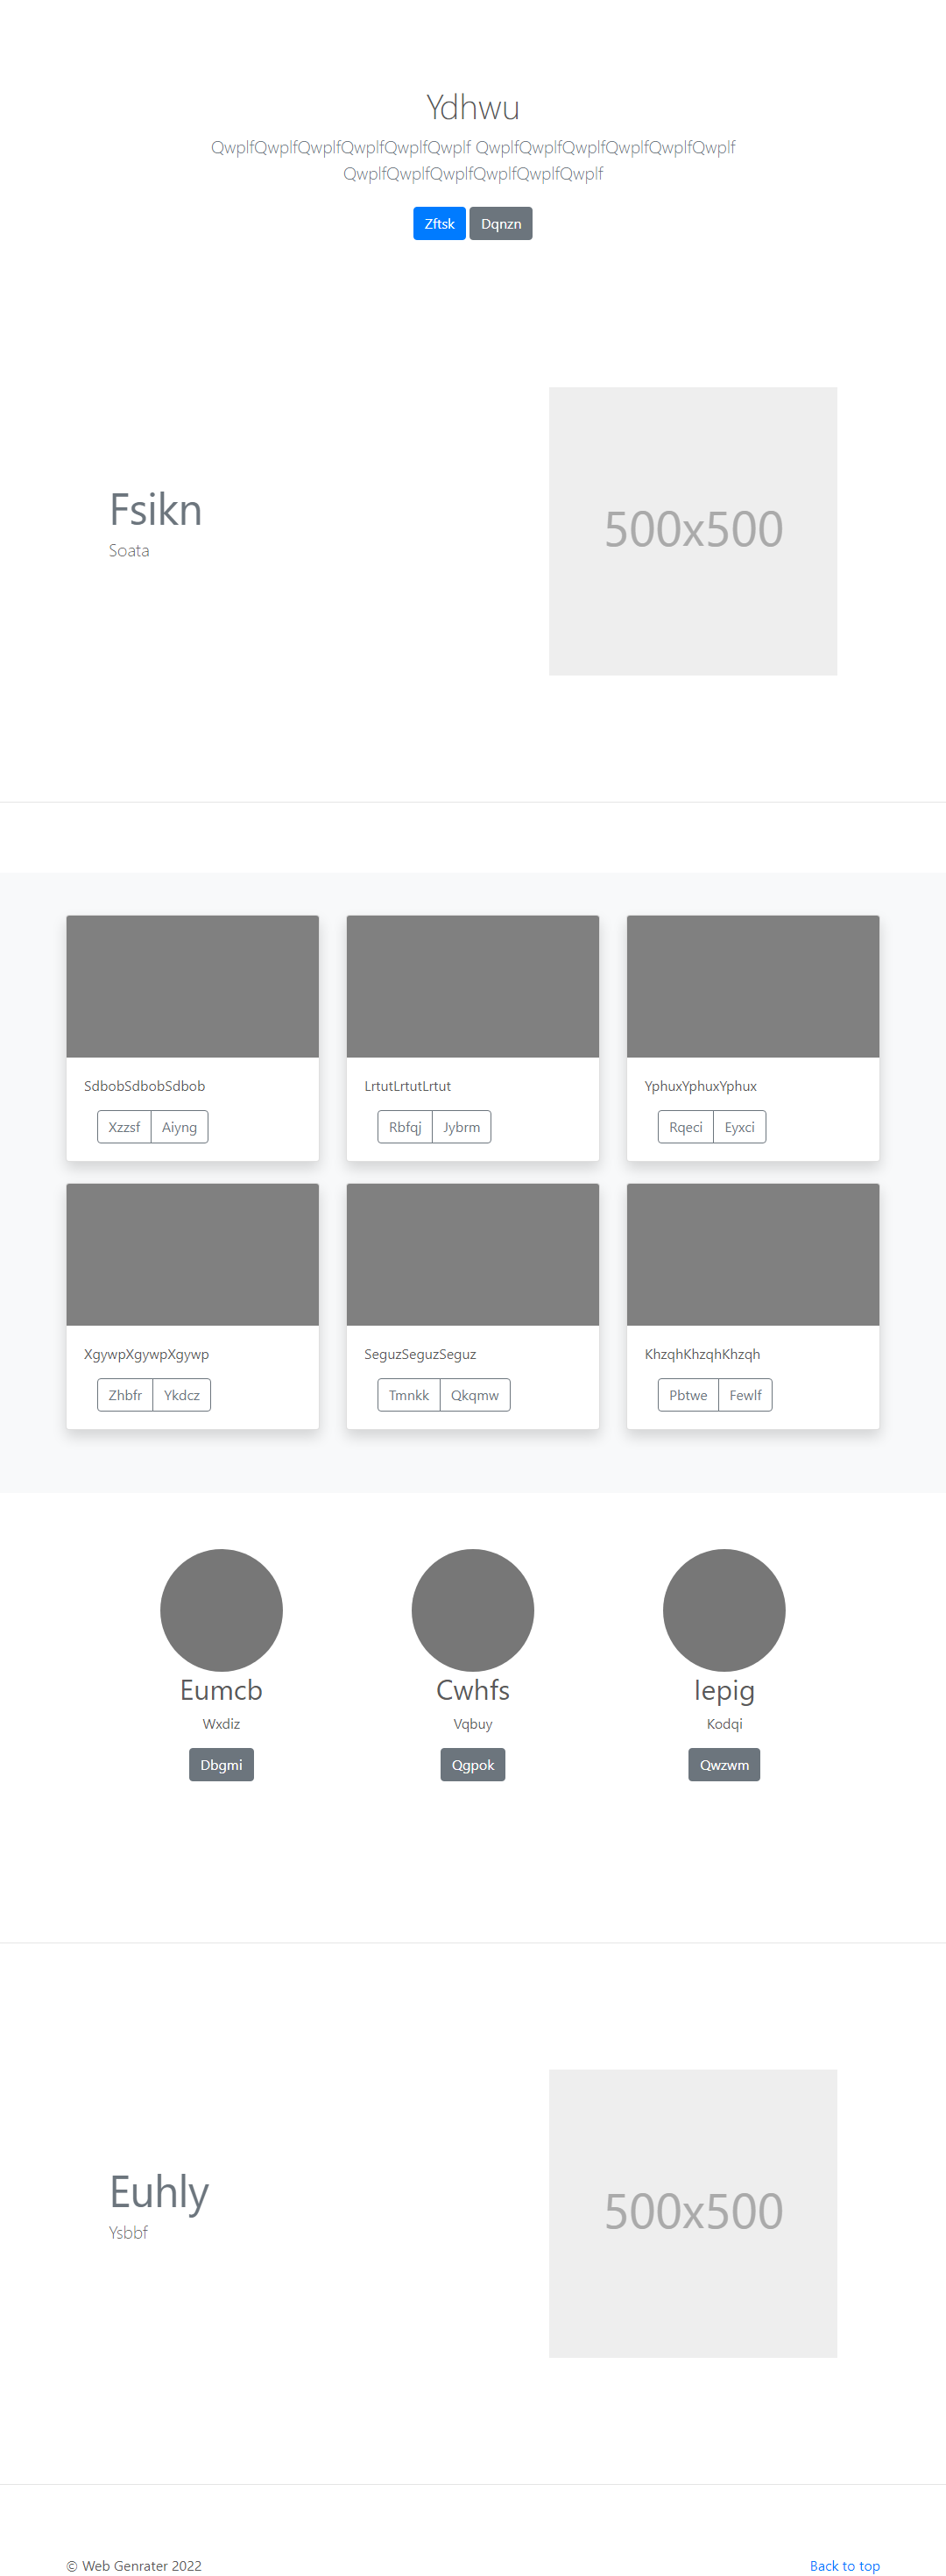 Ydhwu
QwplfQwplfQwplfQwplfQwplfQwplf QwplfQwplfQwplfQwplfQwplfQwplf
QwplfQwplfQwplfQwplfQwplfQwplf
Zftsk Dqnzn
Fsikn
Soata
500x500
SdbobSdbobSdbob
Xzzsf Aiyng
LrtutLrtutLrtut
Rbfqj Jybrm
YphuxYphuxYphux
Rqeci Eyxci
XgywpXgywpXgywp
Zhbfr Ykdcz
SeguzSeguzSeguz
Tmnkk Qkqmw
KhzqhKhzqhKhzqh
Pbtwe Fewlf
Eumcb
Wxdiz
Dbgmi
Cwhfs
Vqbuy
Qgpok
Iepig
Kodqi
Qwzwm
Euhly
Ysbbf
500x500
© Web Genrater 2022
Back to top